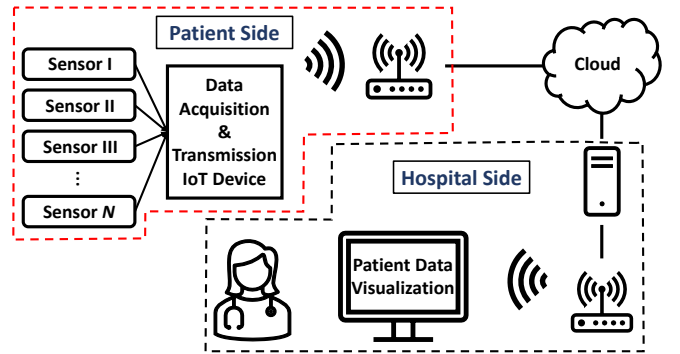 Patient Side
Sensor I
Sensor II
Sensor III
⋮
Sensor N
Data
Acquisition
&
Transmission
IoT Device
Cloud
Hospital Side
Patient Data
Visualization